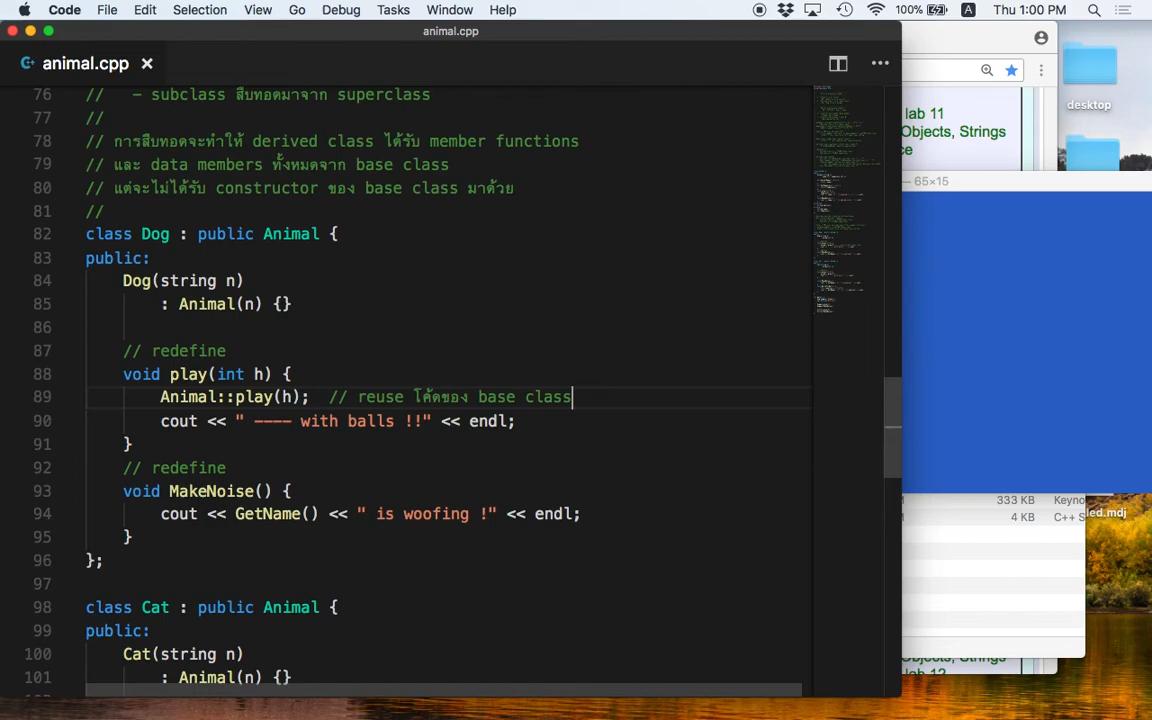 Code File Edit Selection View Go Debug Tasks Window Help 100% A Thu 1:00 PM
animal.cpp
animal.cpp
76 //   - subclass สืบทอดมาจาก superclass
77 //
78 // การสืบทอดจะทำให้ derived class ได้รับ member functions
79 // และ data members ทั้งหมดจาก base class
80 // แต่จะไม่ได้รับ constructor ของ base class มาด้วย
81 //
82 class Dog : public Animal {
83 public:
84     Dog(string n)
85         : Animal(n) {}
86
87     // redefine
88     void play(int h) {
89         Animal::play(h);  // reuse โค้ดของ base class
90         cout << " ---- with balls !!" << endl;
91     }
92     // redefine
93     void MakeNoise() {
94         cout << GetName() << " is woofing !" << endl;
95     }
96 };
97
98 class Cat : public Animal {
99 public:
100     Cat(string n)
101         : Animal(n) {}
lab 11
Objects, Strings
ce
— 65×15
333 KB Keyno
4 KB C++ S
desktop
led.mdj
Objects, Strings
lab 12